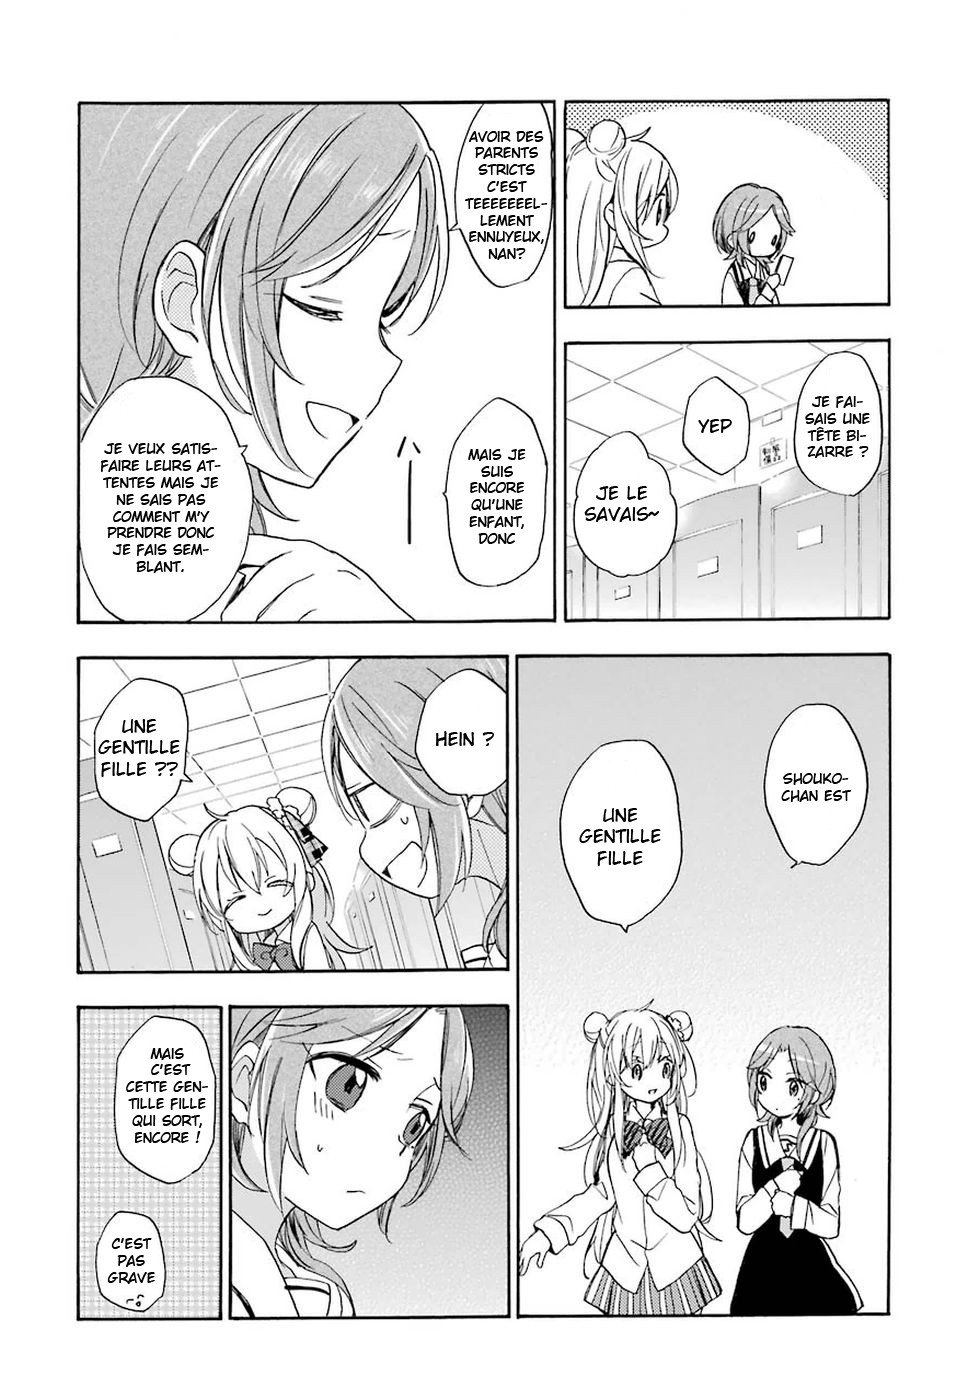 JE FAI-
SAIS UNE
TÊTE BI-
ZARRE ?
YEP
JE LE
SAVAIS~
AVOIR DES
PARENTS
STRICTS
C'EST
TEEEEEEEL-
LEMENT
ENNUYEUX,
NAN?
MAIS JE
SUIS
ENCORE
QU'UNE
ENFANT,
DONC
JE VEUX SATIS-
FAIRE LEURS AT-
TENTES MAIS JE
NE SAIS PAS
COMMENT M'Y
PRENDRE DONC
JE FAIS SEM-
BLANT.
SHOUKO-
CHAN EST
UNE
GENTILLE
FILLE
HEIN ?
UNE
GENTILLE
FILLE ??
MAIS
C'EST
CETTE GEN-
TILLE FILLE
QUI SORT,
ENCORE !
C'EST
PAS
GRAVE